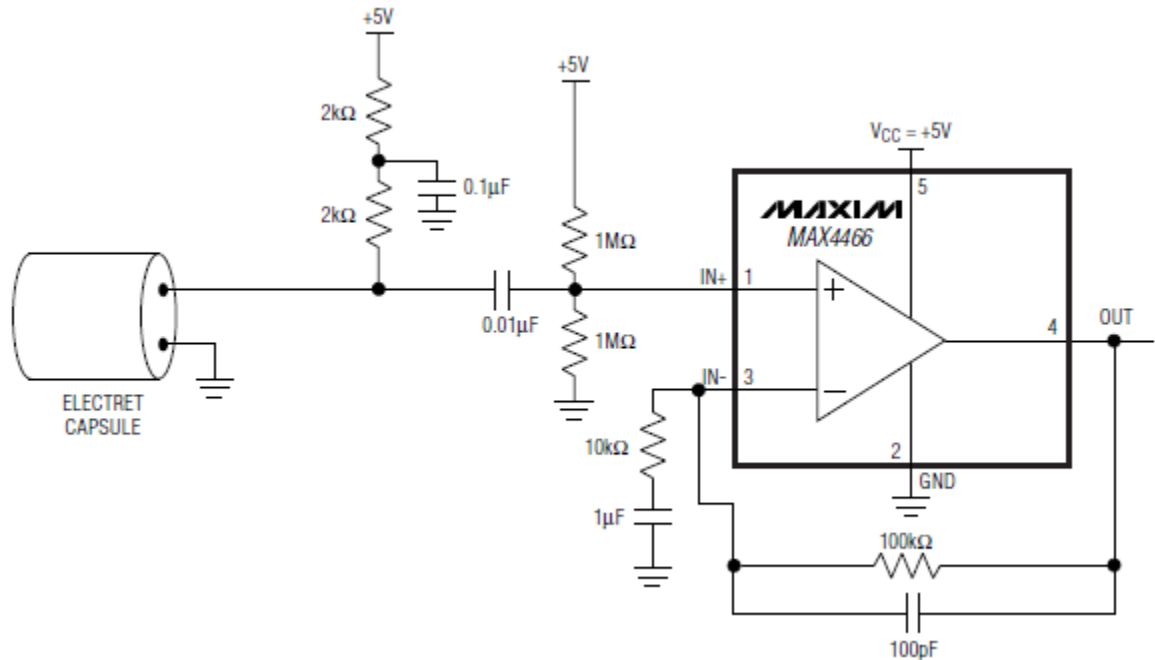 +5V
+5V
2kΩ
VCC = +5V
0.1µF
5
MAXIM
MAX4466
2kΩ
1MΩ
IN+
1
+
0.01µF
OUT
4
1MΩ
IN-
3
−
ELECTRET
CAPSULE
10kΩ
2
GND
1µF
100kΩ
100pF